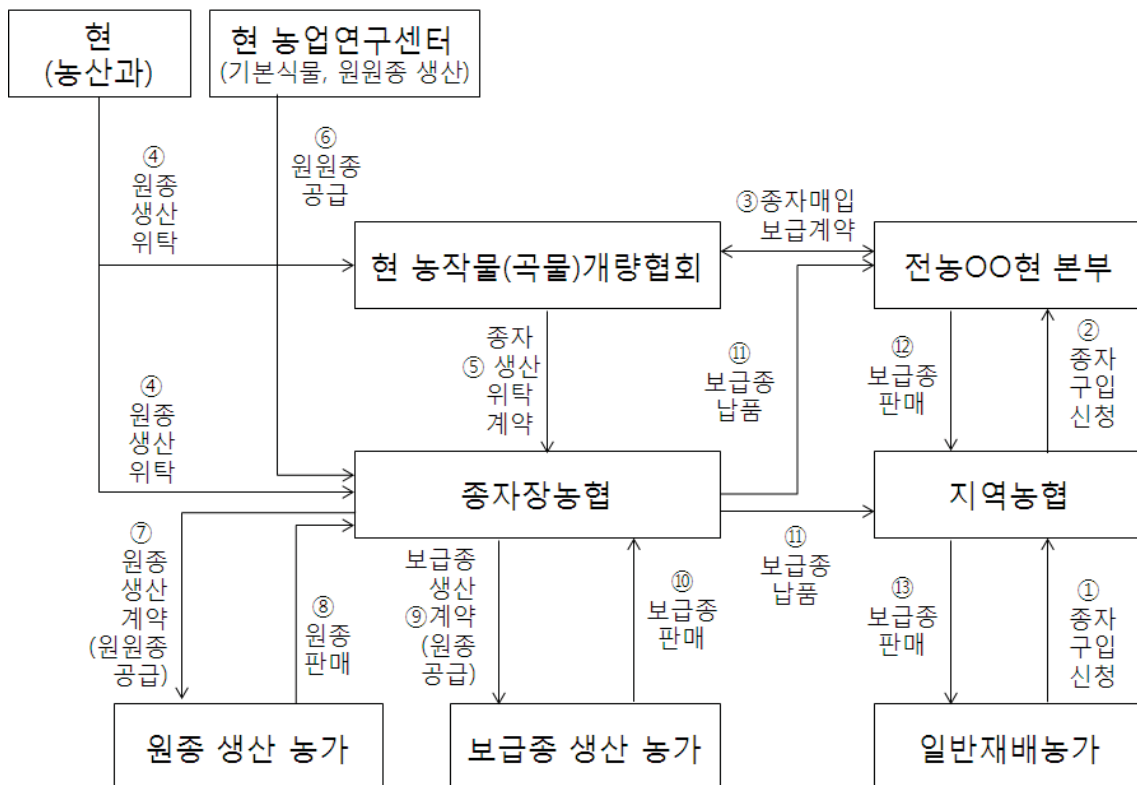 현
(농산과)
현 농업연구센터
(기본식물, 원원종 생산)
④
원종
생산
위탁
⑥
원원종
공급
③종자매입
보급계약
현 농작물(곡물)개량협회
전농OO현 본부
종자
⑤ 생산
위탁
계약
⑪
보급종
납품
⑫
보급종
판매
②
종자
구입
신청
④
원종
생산
위탁
종자장농협
지역농협
⑦
원종
생산
계약
(원원종
공급)
⑧
원종
판매
보급종
생산
⑨계약
(원종
공급)
⑩
보급종
판매
⑪
보급종
납품
⑬
보급종
판매
①
종자
구입
신청
원종 생산 농가
보급종 생산 농가
일반재배농가